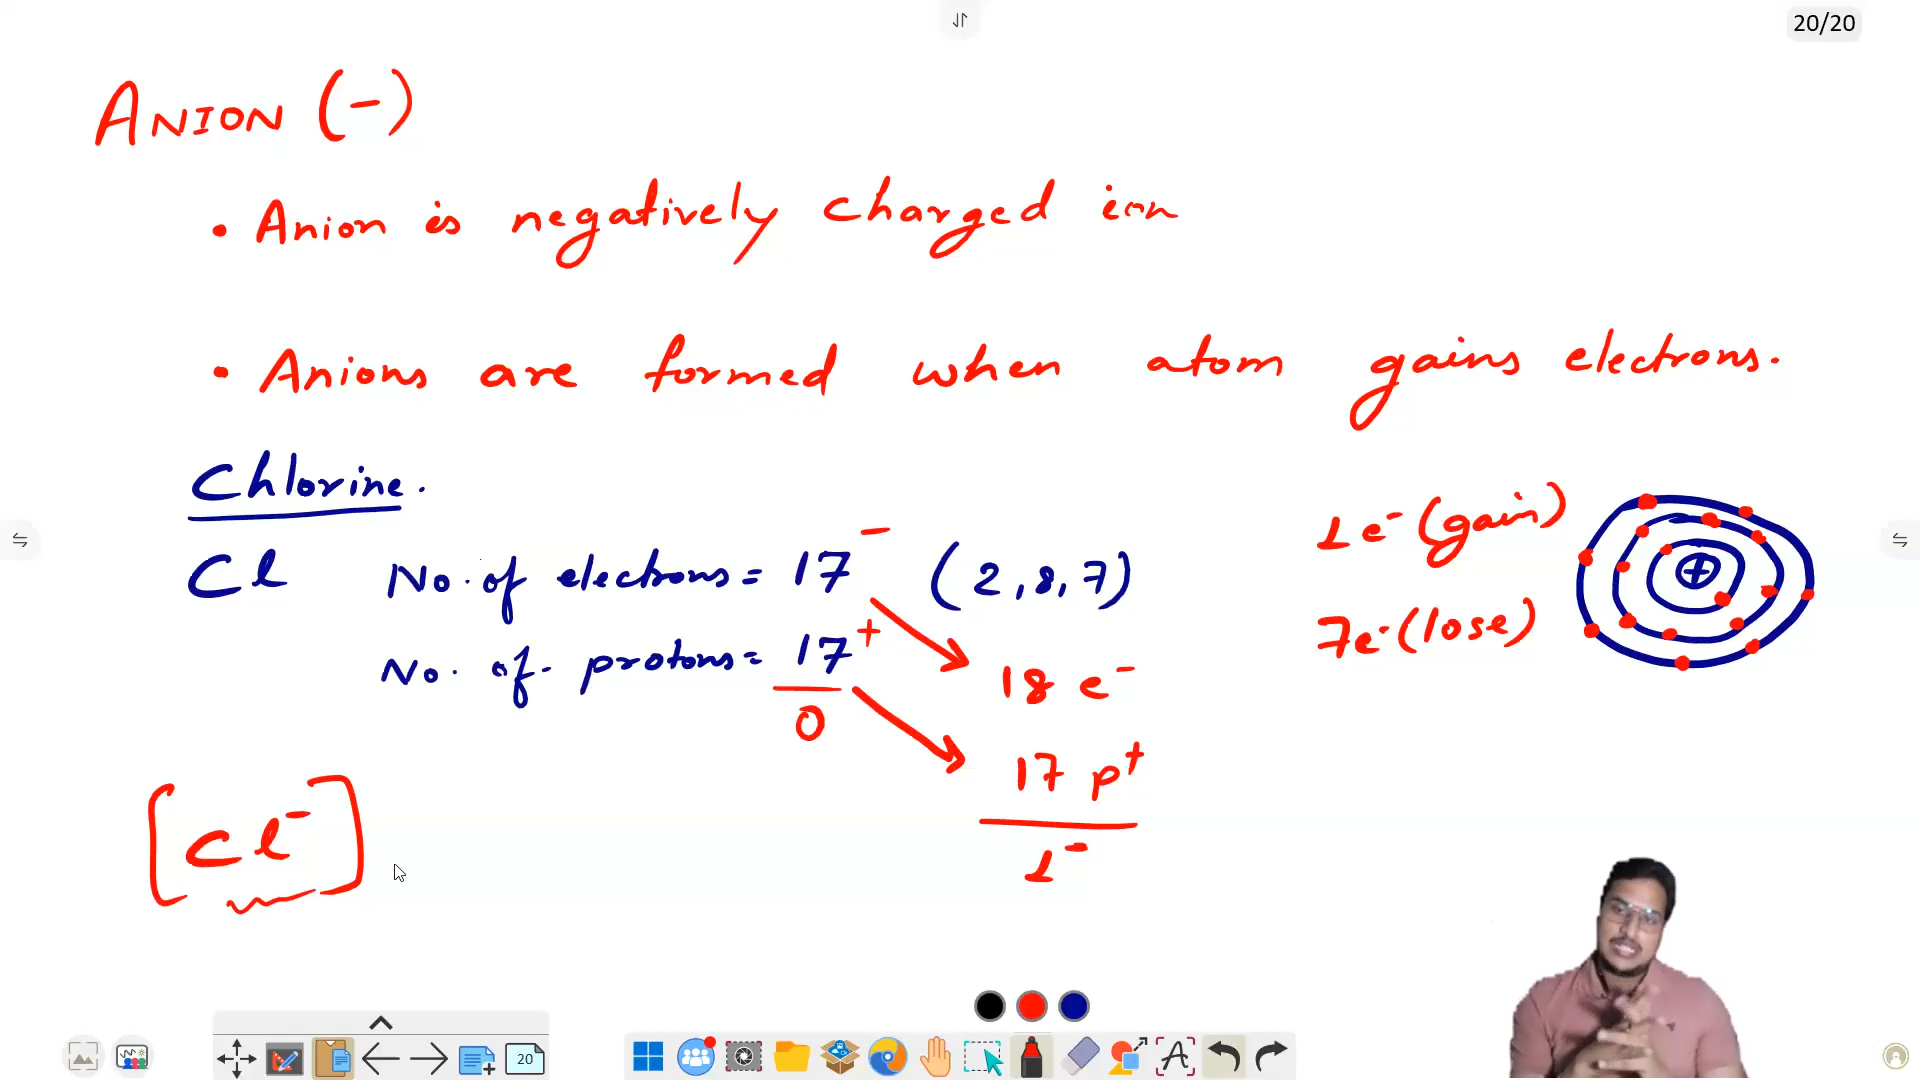 20/20
ANION (-)
• Anion is negatively charged ion
• Anions are formed when atom gains electrons.
Chlorine.
Cl No. of electrons = 17⁻ (2,8,7)
No. of protons = 17⁺
0
18 e⁻
17 p⁺
1⁻
1e⁻ (gain)
7e⁻ (lose)
+
[Cl⁻]
20
A